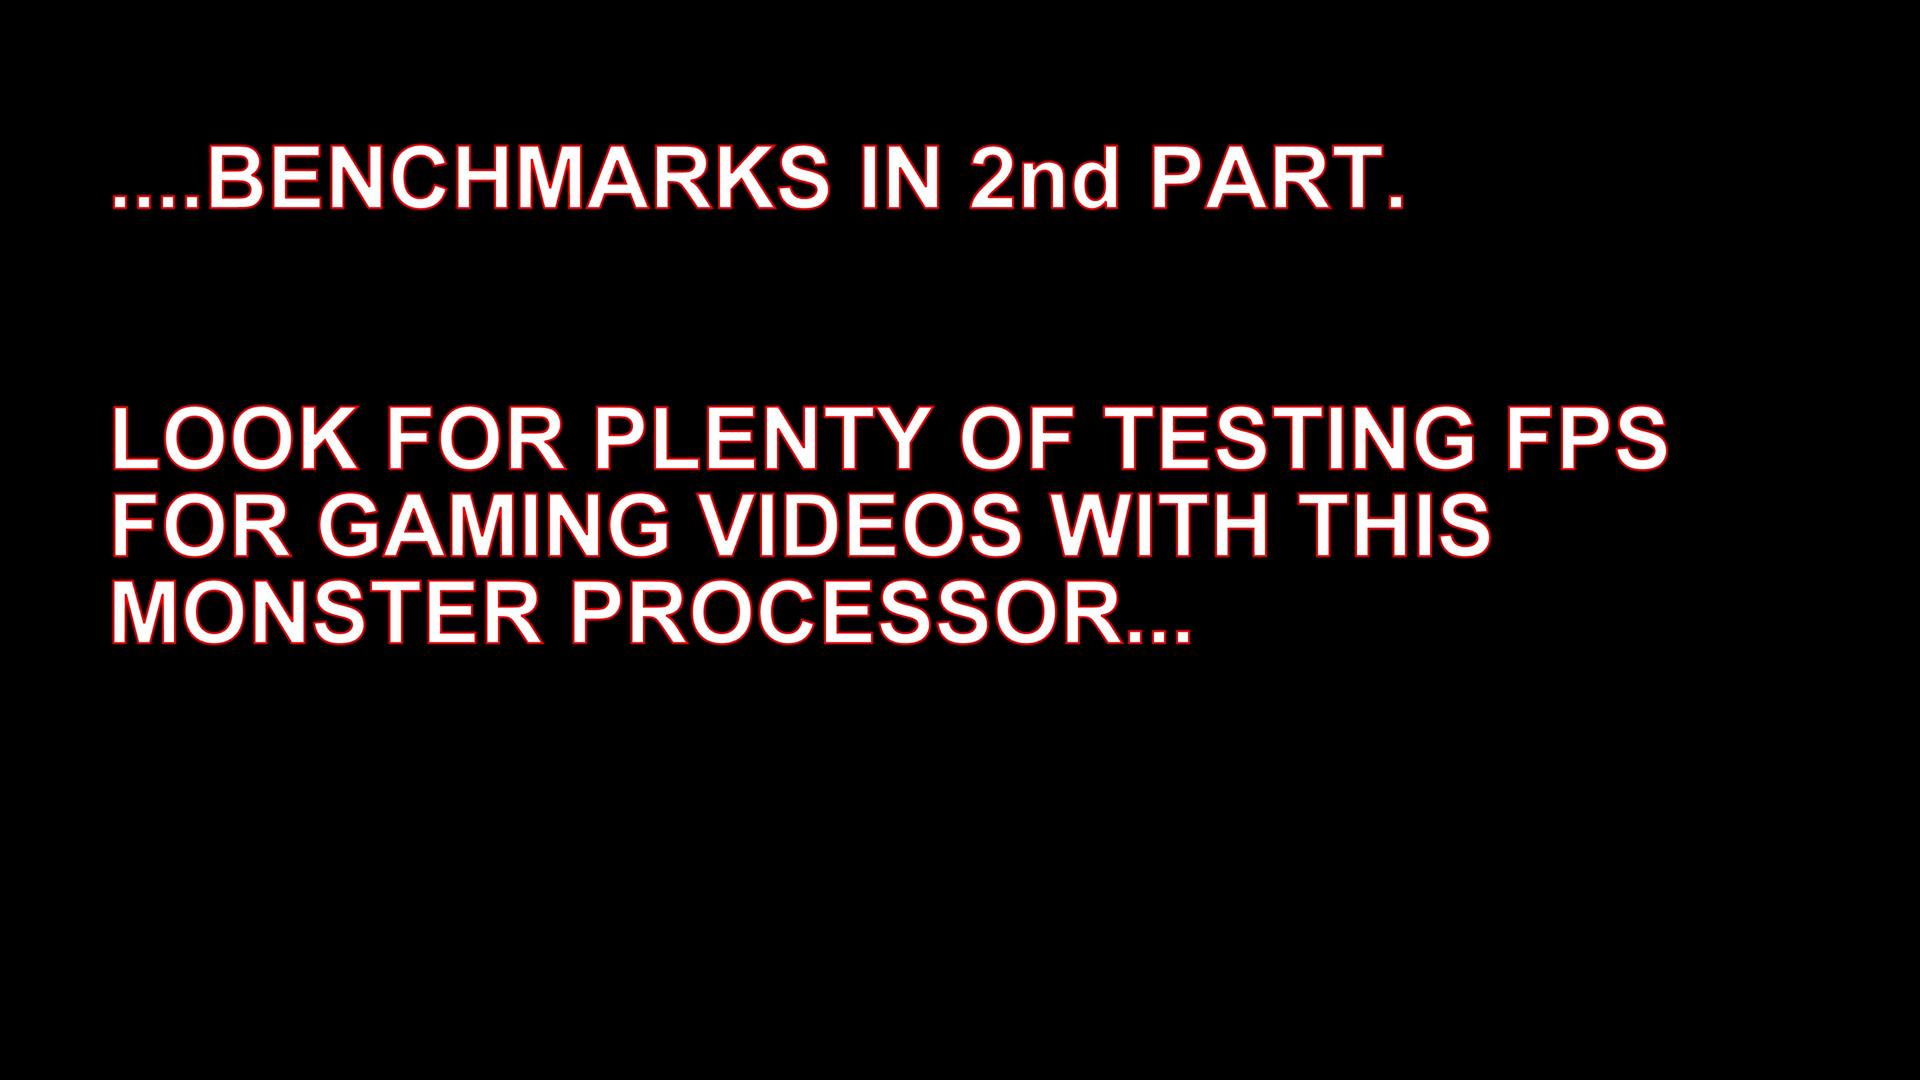 ....BENCHMARKS IN 2nd PART.
LOOK FOR PLENTY OF TESTING FPS
FOR GAMING VIDEOS WITH THIS
MONSTER PROCESSOR...